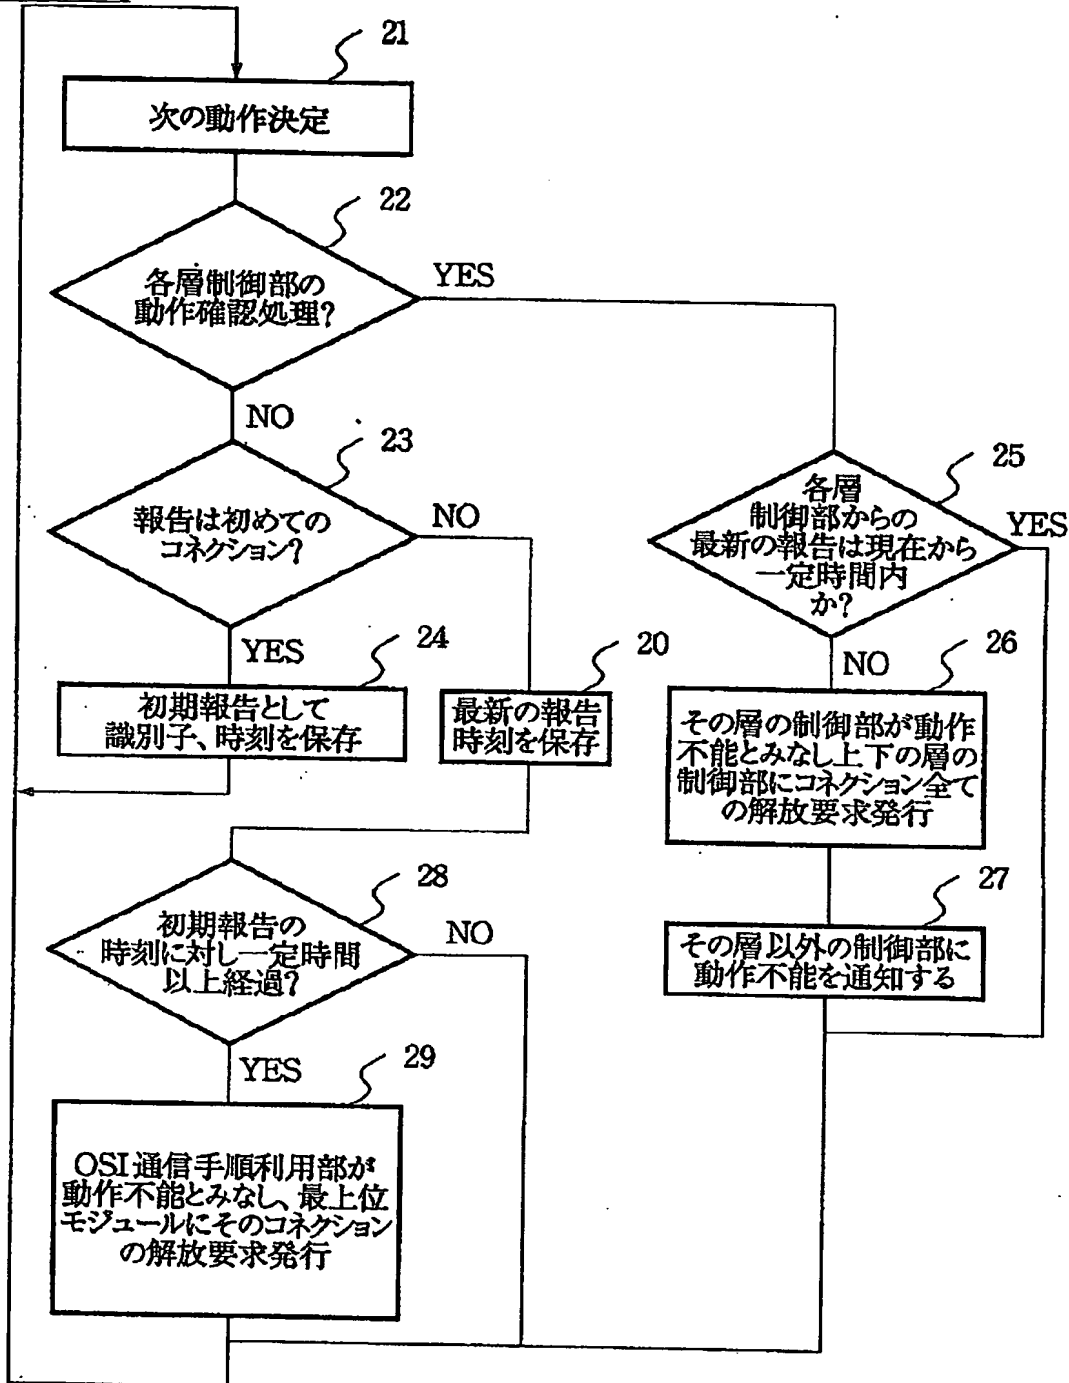 21
次の動作決定
22
各層制御部の
動作確認処理?
YES
NO
23
報告は初めての
コネクション?
NO
25
各層
制御部からの
最新の報告は現在から
一定時間内
か?
YES
YES
24
初期報告として
識別子、時刻を保存
20
最新の報告
時刻を保存
NO
26
その層の制御部が動作
不能とみなし上下の層の
制御部にコネクション全て
の解放要求発行
28
初期報告の
時刻に対し一定時間
以上経過?
NO
27
その層以外の制御部に
動作不能を通知する
YES
29
OSI通信手順利用部が
動作不能とみなし、最上位
モジュールにそのコネクション
の解放要求発行